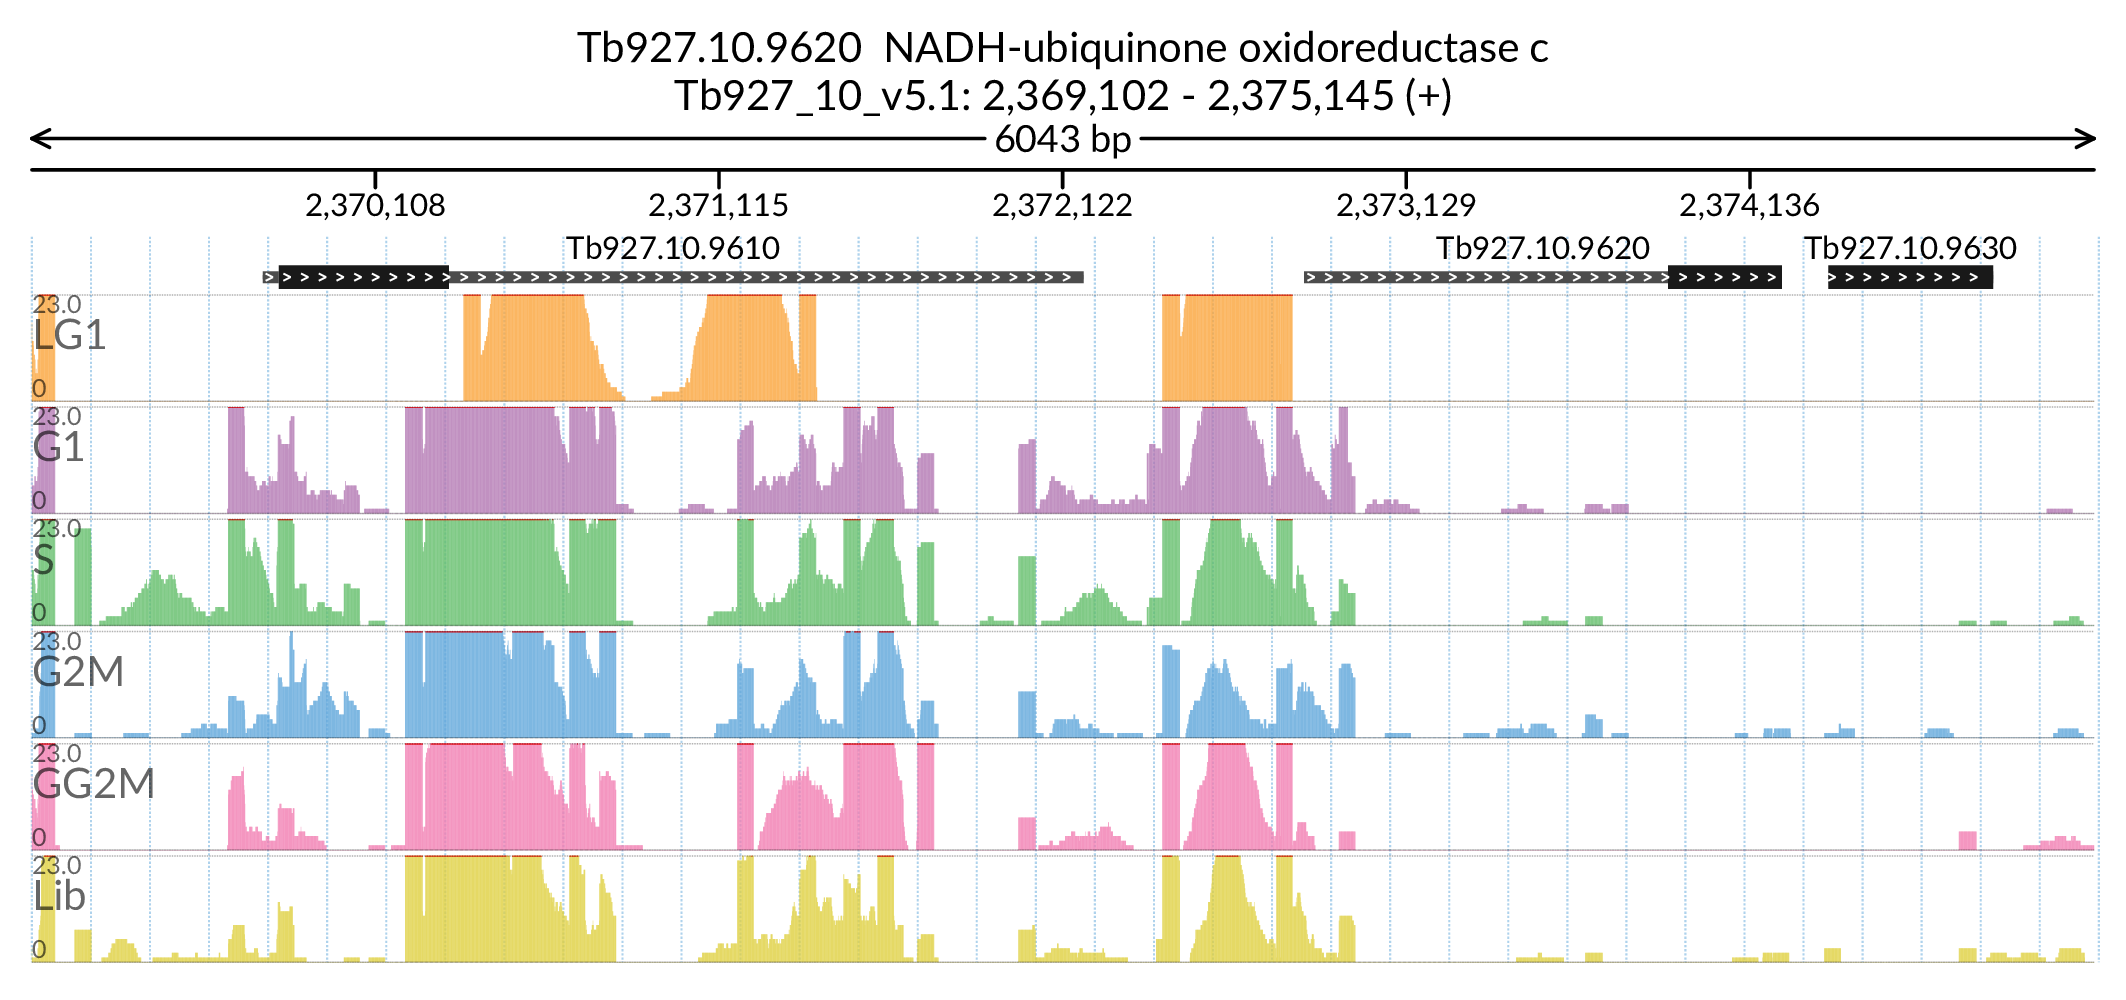 Tb927.10.9620  NADH-ubiquinone oxidoreductase c
Tb927_10_v5.1: 2,369,102 - 2,375,145 (+)
6043 bp
2,370,108 2,371,115 2,372,122 2,373,129 2,374,136
Tb927.10.9610 Tb927.10.9620 Tb927.10.9630
23.0
LG1
0
23.0
G1
0
23.0
S
0
23.0
G2M
0
23.0
GG2M
0
23.0
Lib
0